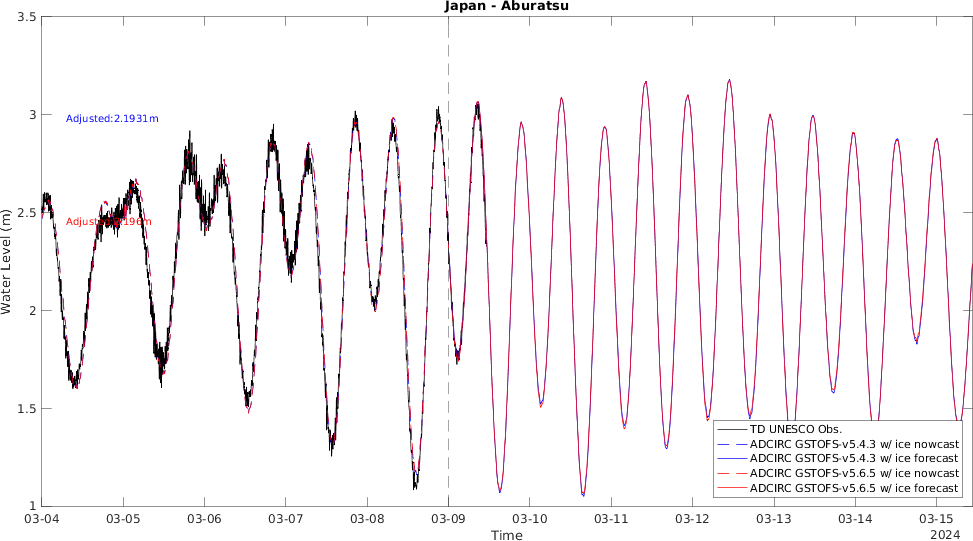 Japan - Aburatsu
3.5
3
2.5
2
1.5
1
Water Level (m)
Adjusted:2.1931m
03-04
03-05
03-06
03-07
03-08
03-09
03-10
03-11
03-12
03-13
03-14
03-15
2024
Time
TD UNESCO Obs.
ADCIRC GSTOFS-v5.4.3 w/ ice nowcast
ADCIRC GSTOFS-v5.4.3 w/ ice forecast
ADCIRC GSTOFS-v5.6.5 w/ ice nowcast
ADCIRC GSTOFS-v5.6.5 w/ ice forecast